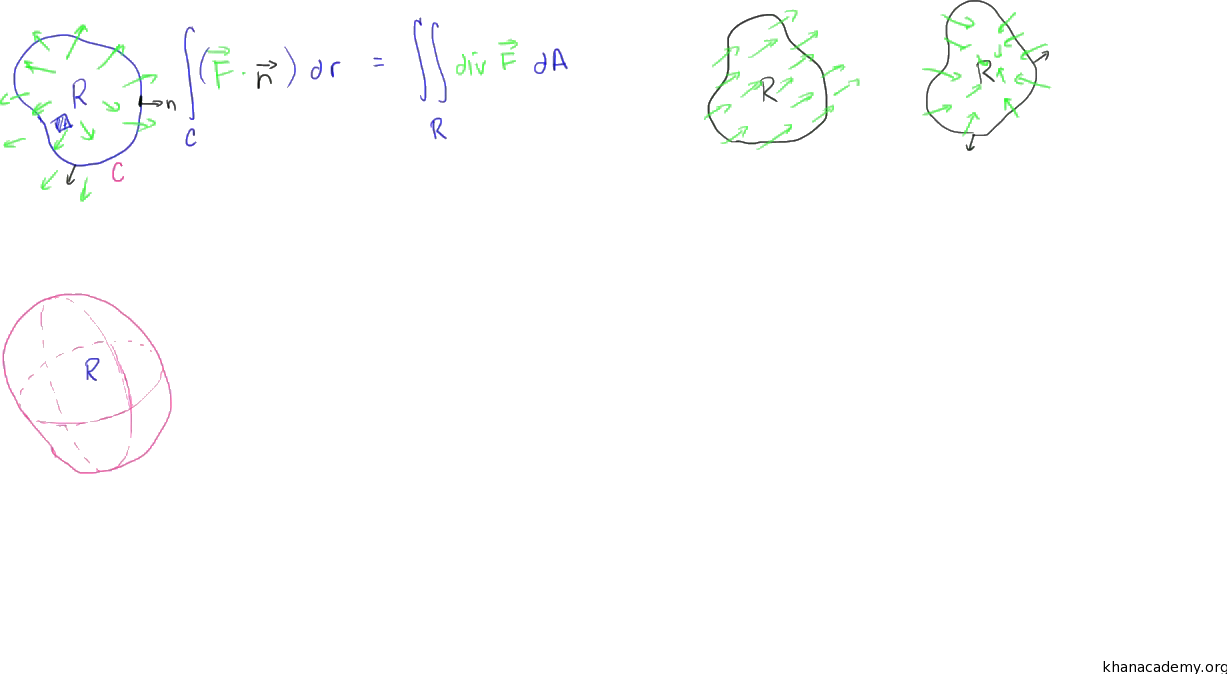 R
n
C
∫
C
(F⃗ · n⃗) dr = ∬
R
div F⃗ dA
R
R
R
khanacademy.org